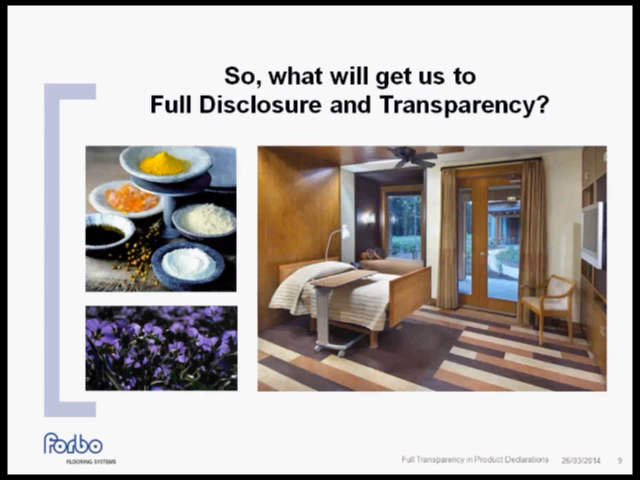 So, what will get us to
Full Disclosure and Transparency?
Forbo
FLOORING SYSTEMS
Full Transparency in Product Declarations 26/03/2014 9